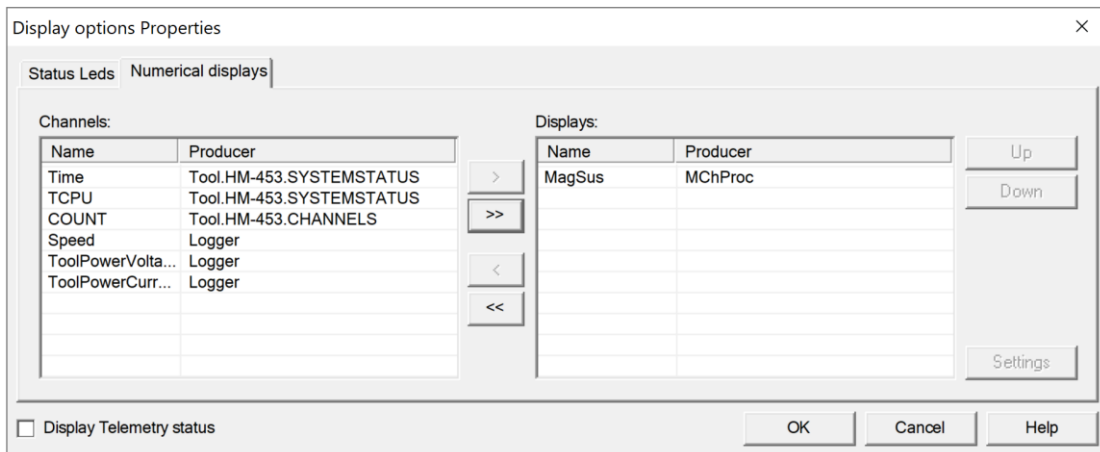 Display options Properties
Status Leds Numerical displays
Channels:
Name Producer
Time Tool.HM-453.SYSTEMSTATUS
TCPU Tool.HM-453.SYSTEMSTATUS
COUNT Tool.HM-453.CHANNELS
Speed Logger
ToolPowerVolta... Logger
ToolPowerCurr... Logger
>
>>
<
<<
Displays:
Name Producer
MagSus MChProc
Up
Down
Settings
Display Telemetry status
OK Cancel Help